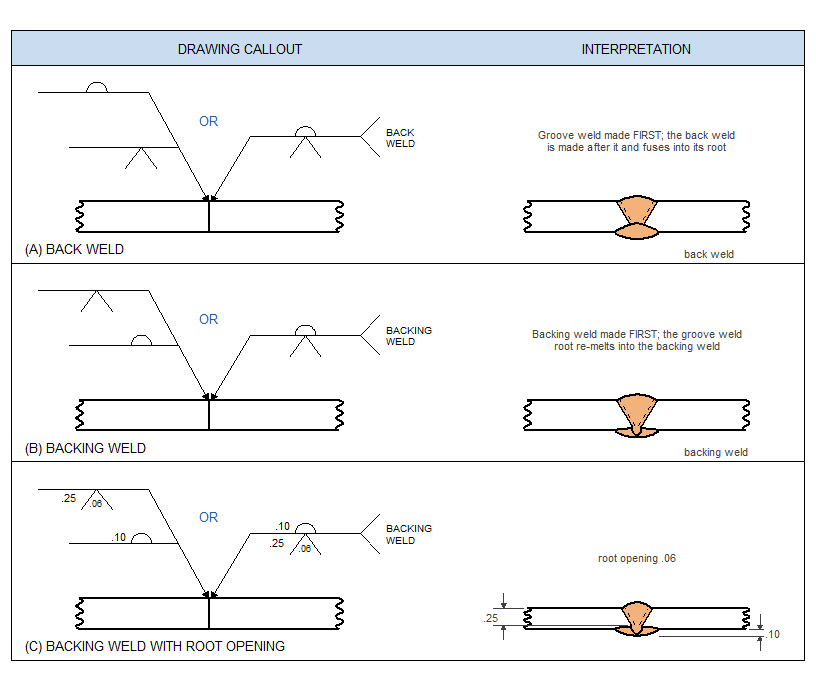 DRAWING CALLOUT
INTERPRETATION
OR
BACK
WELD
Groove weld made FIRST; the back weld
is made after it and fuses into its root
back weld
(A) BACK WELD
OR
BACKING
WELD
Backing weld made FIRST; the groove weld
root re-melts into the backing weld
backing weld
(B) BACKING WELD
.25
.06
.10
OR
.10
.25
.06
BACKING
WELD
root opening .06
.25
.10
(C) BACKING WELD WITH ROOT OPENING